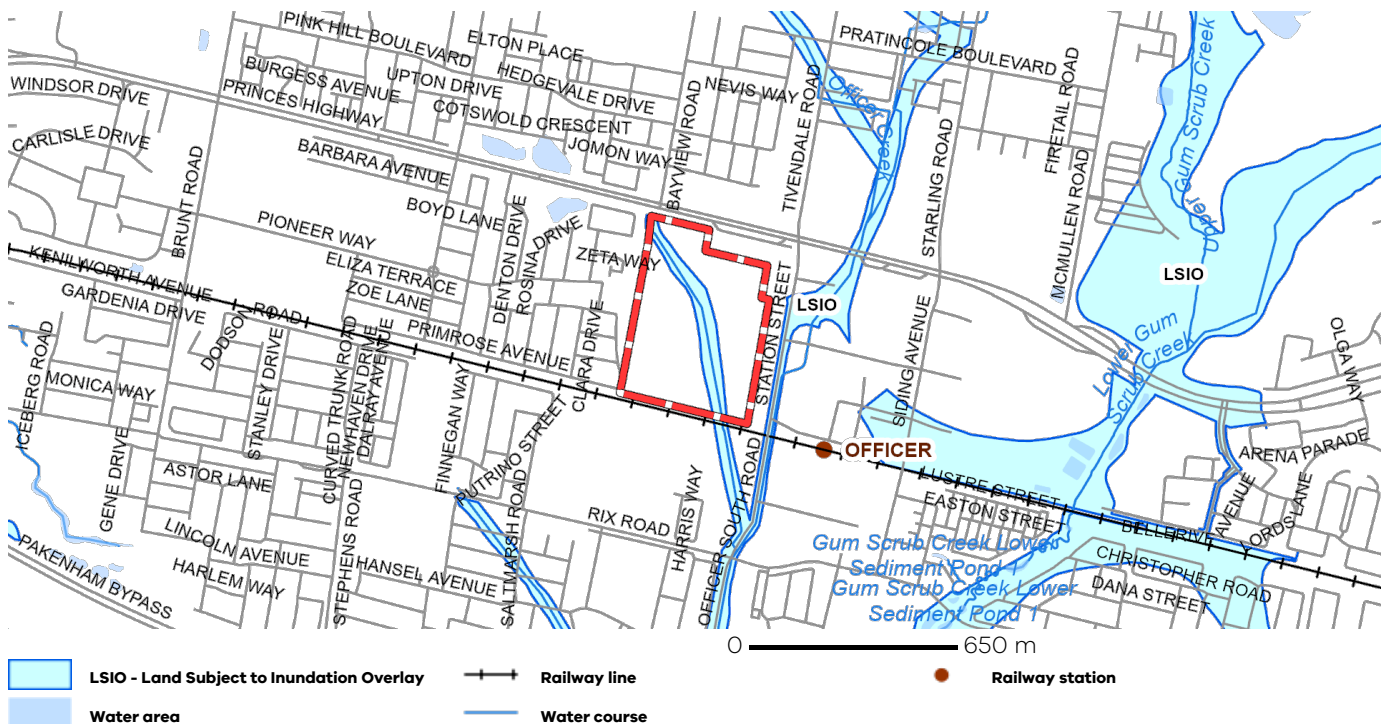 PINK HILL BOULEVARD
ELTON PLACE
PRATINCOLE BOULEVARD
Upper Gum Scrub Creek
BURGESS AVENUE
UPTON DRIVE
HEDGEVALE DRIVE
NEVIS WAY
TIVENDALE ROAD
Officer Creek
FIRETAIL ROAD
WINDSOR DRIVE
PRINCES HIGHWAY
COTSWOLD CRESCENT
CARLISLE DRIVE
BARBARA AVENUE
JOMON WAY
BAYVIEW ROAD
STARLING ROAD
MCMULLEN ROAD
BRUNT ROAD
PIONEER WAY
BOYD LANE
DENTON DRIVE
ROSINA DRIVE
ZETA WAY
Upper Gum Scrub Creek
LSIO
KENILWORTH AVENUE
ROAD
ELIZA TERRACE
ZOE LANE
GARDENIA DRIVE
PRIMROSE AVENUE
CLARA DRIVE
STATION STREET
LSIO
SIDING AVENUE
Lower Gum
Scrub Creek
OLGA WAY
ICEBERG ROAD
MONICA WAY
DODSON
STANLEY DRIVE
CURVED TRUNK ROAD
NEWHAVEN DRIVE
DALRAY AVENUE
FINNEGAN WAY
PUTRINO STREET
OFFICER
ARENA PARADE
GENE DRIVE
ASTOR LANE
SALTMARSH ROAD
RIX ROAD
HARRIS WAY
OFFICER SOUTH ROAD
LUSTRE STREET
EASTON STREET
BELLERIVE
AVENUE
LORDS LANE
LINCOLN AVENUE
STEPHENS ROAD
HANSEL AVENUE
PAKENHAM BYPASS
HARLEM WAY
Gum Scrub Creek Lower
Sediment Pond 1
Gum Scrub Creek Lower
Sediment Pond 1
CHRISTOPHER ROAD
DANA STREET
0 650 m
LSIO - Land Subject to Inundation Overlay
Railway line
Railway station
Water area
Water course